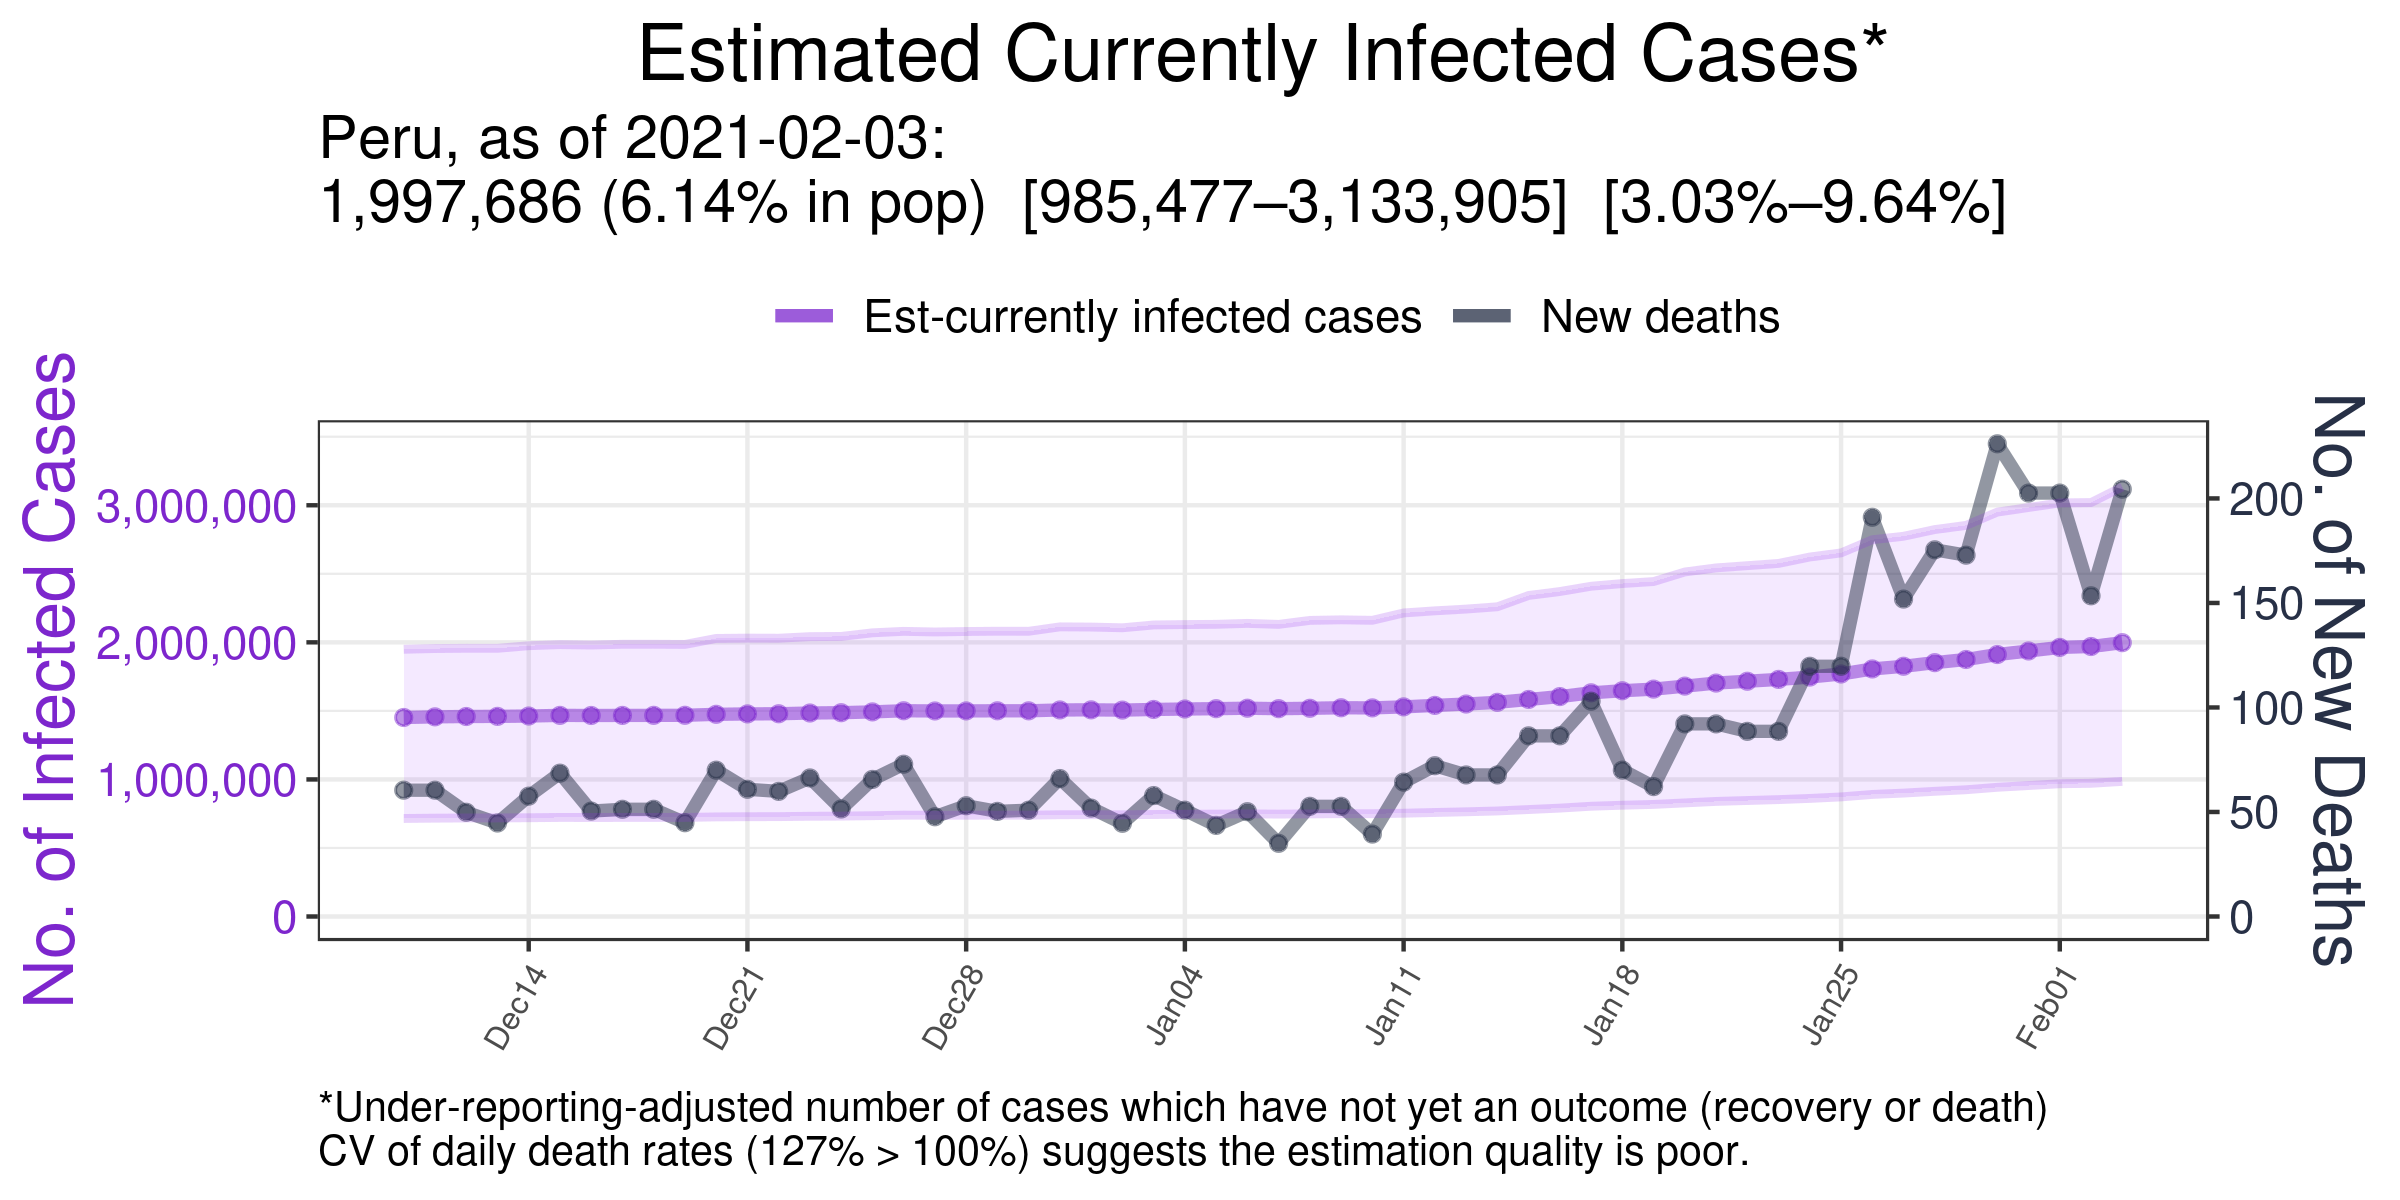 Estimated Currently Infected Cases*
Peru, as of 2021-02-03:
1,997,686 (6.14% in pop)  [985,477–3,133,905]  [3.03%–9.64%]
Est-currently infected cases
New deaths
No. of Infected Cases
3,000,000
2,000,000
1,000,000
0
No. of New Deaths
200
150
100
50
0
Dec14
Dec21
Dec28
Jan04
Jan11
Jan18
Jan25
Feb01
*Under-reporting-adjusted number of cases which have not yet an outcome (recovery or death)
CV of daily death rates (127% > 100%) suggests the estimation quality is poor.